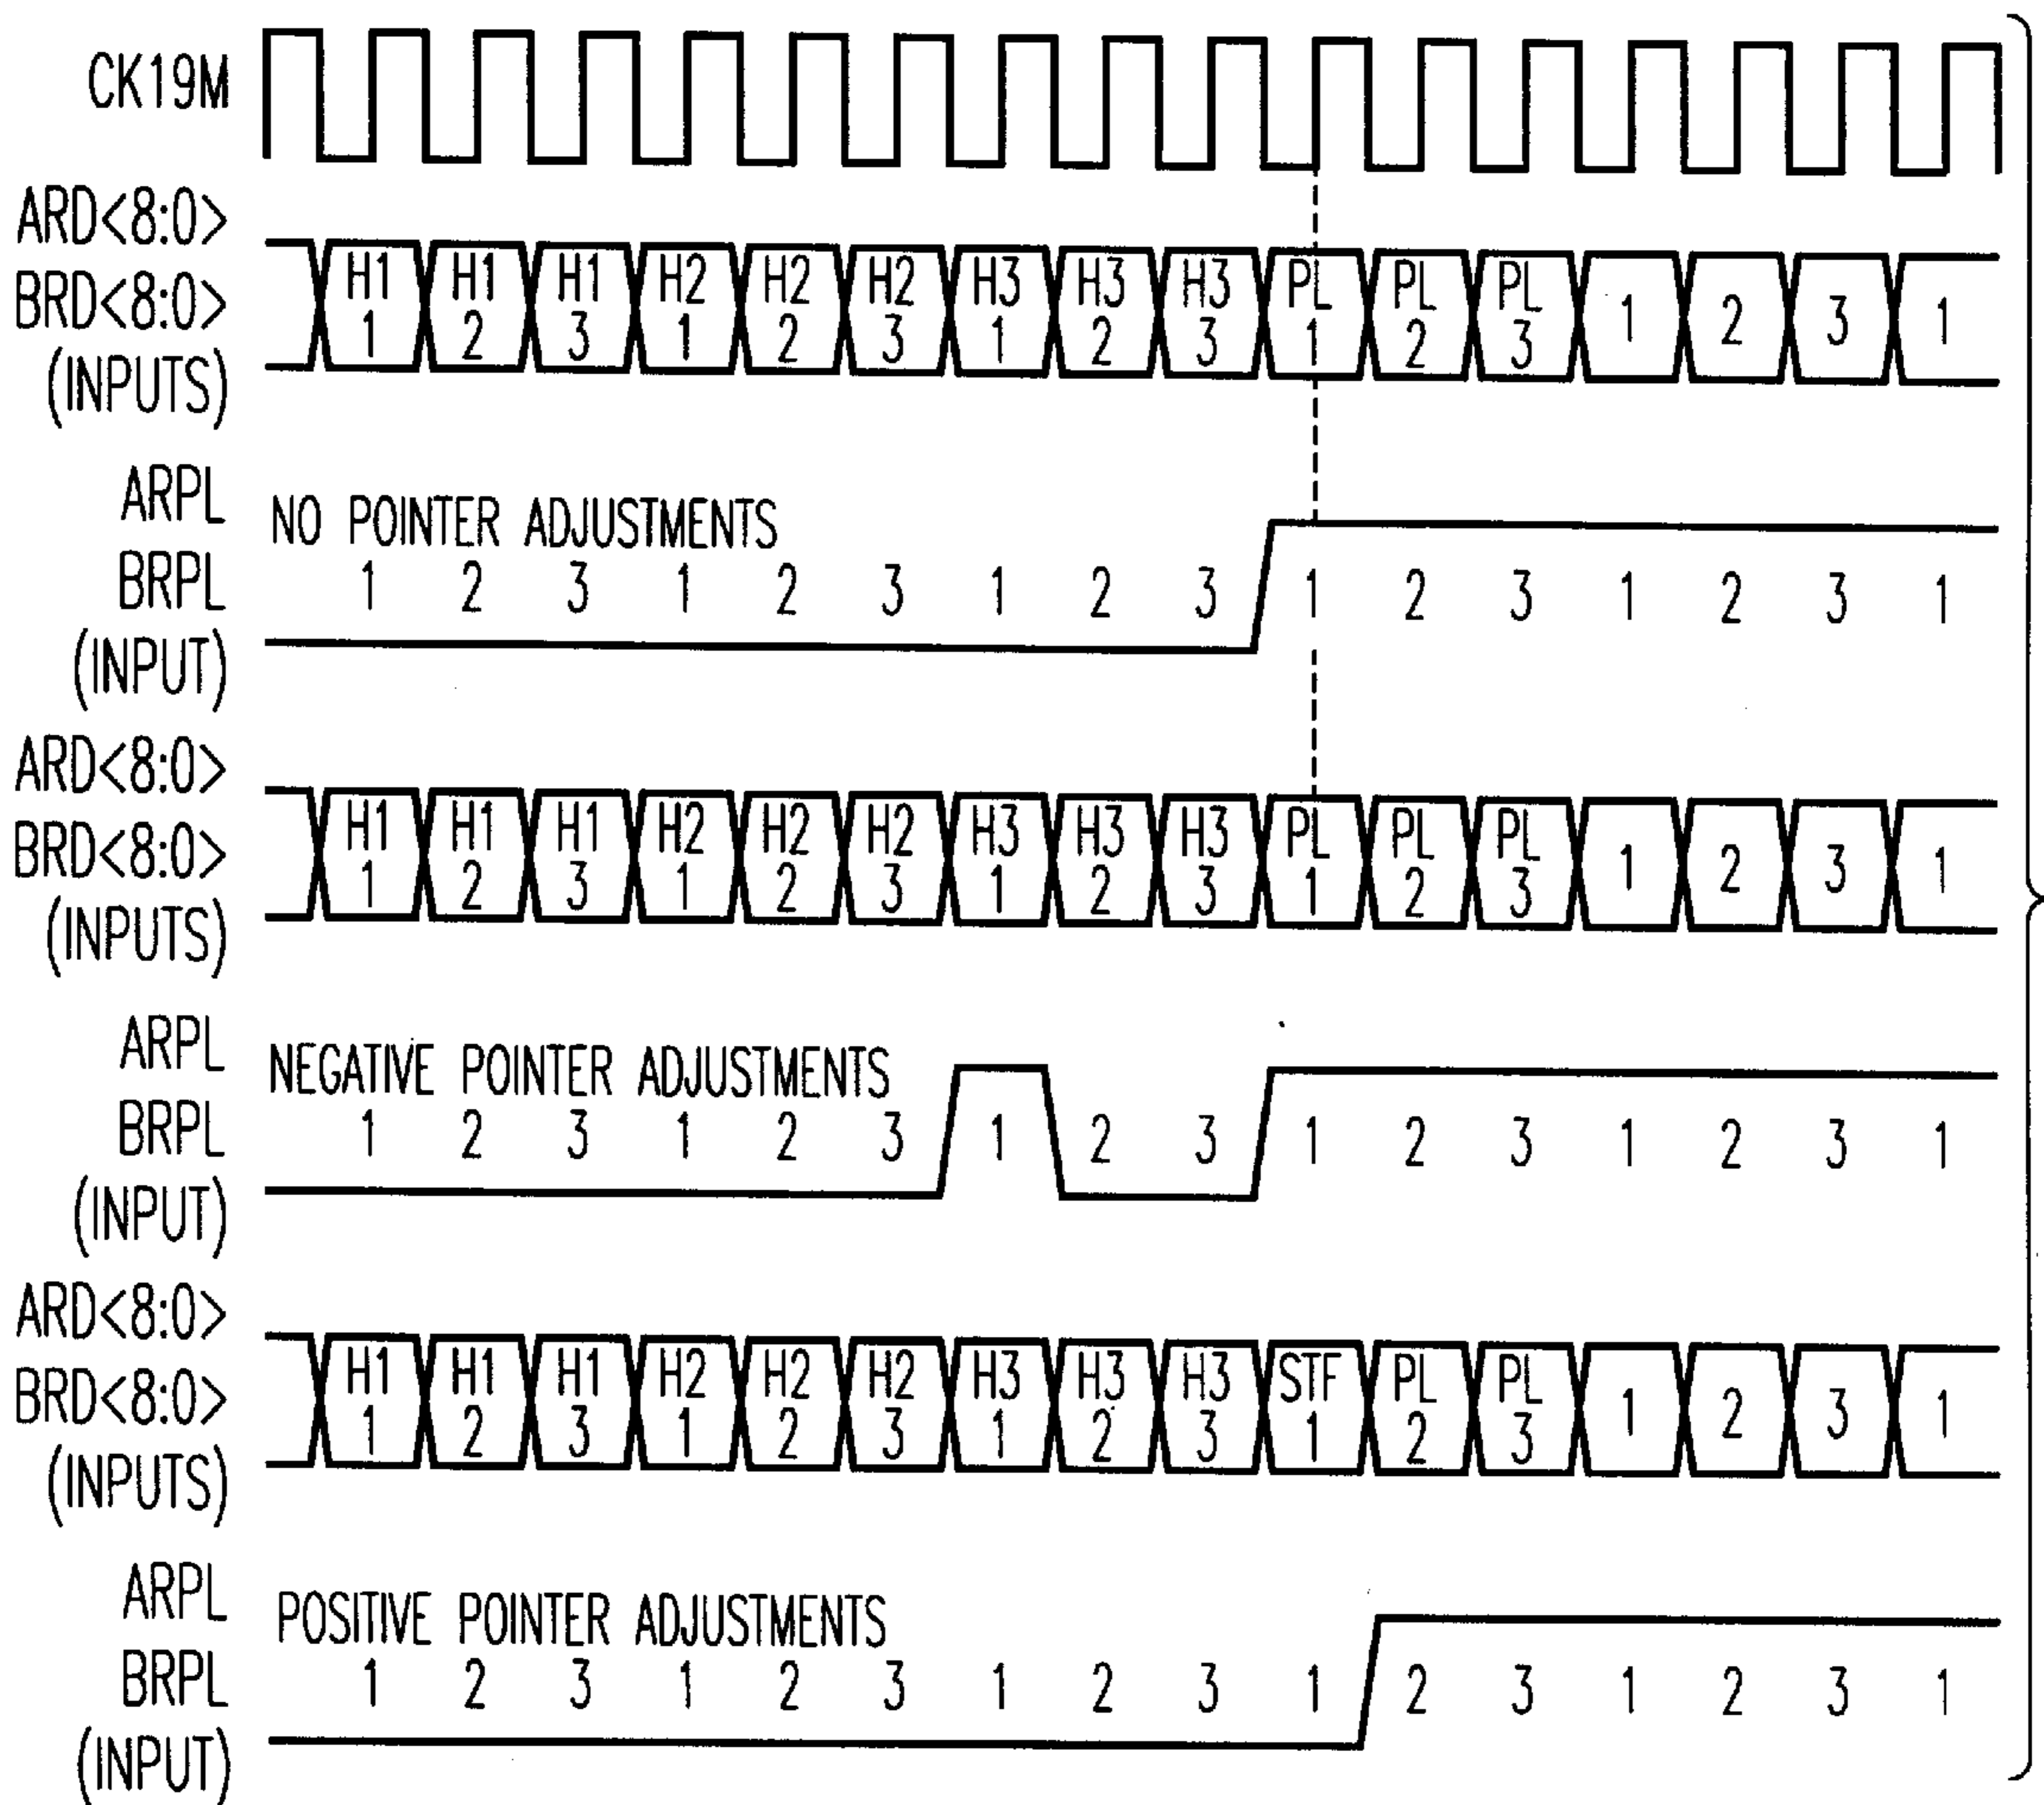 CK19M
ARD<8:0>
BRD<8:0>
(INPUTS)
H1 H1 H1 H2 H2 H2 H3 H3 H3 PL PL PL
1 2 3 1 2 3 1 2 3 1 2 3 1 2 3 1
ARPL
BRPL
(INPUT)
NO POINTER ADJUSTMENTS
1 2 3 1 2 3 1 2 3 1 2 3 1 2 3 1
ARD<8:0>
BRD<8:0>
(INPUTS)
H1 H1 H1 H2 H2 H2 H3 H3 H3 PL PL PL
1 2 3 1 2 3 1 2 3 1 2 3 1 2 3 1
ARPL
BRPL
(INPUT)
NEGATIVE POINTER ADJUSTMENTS
1 2 3 1 2 3 1 2 3 1 2 3 1 2 3 1
ARD<8:0>
BRD<8:0>
(INPUTS)
H1 H1 H1 H2 H2 H2 H3 H3 H3 STF PL PL
1 2 3 1 2 3 1 2 3 1 2 3 1 2 3 1
ARPL
BRPL
(INPUT)
POSITIVE POINTER ADJUSTMENTS
1 2 3 1 2 3 1 2 3 1 2 3 1 2 3 1